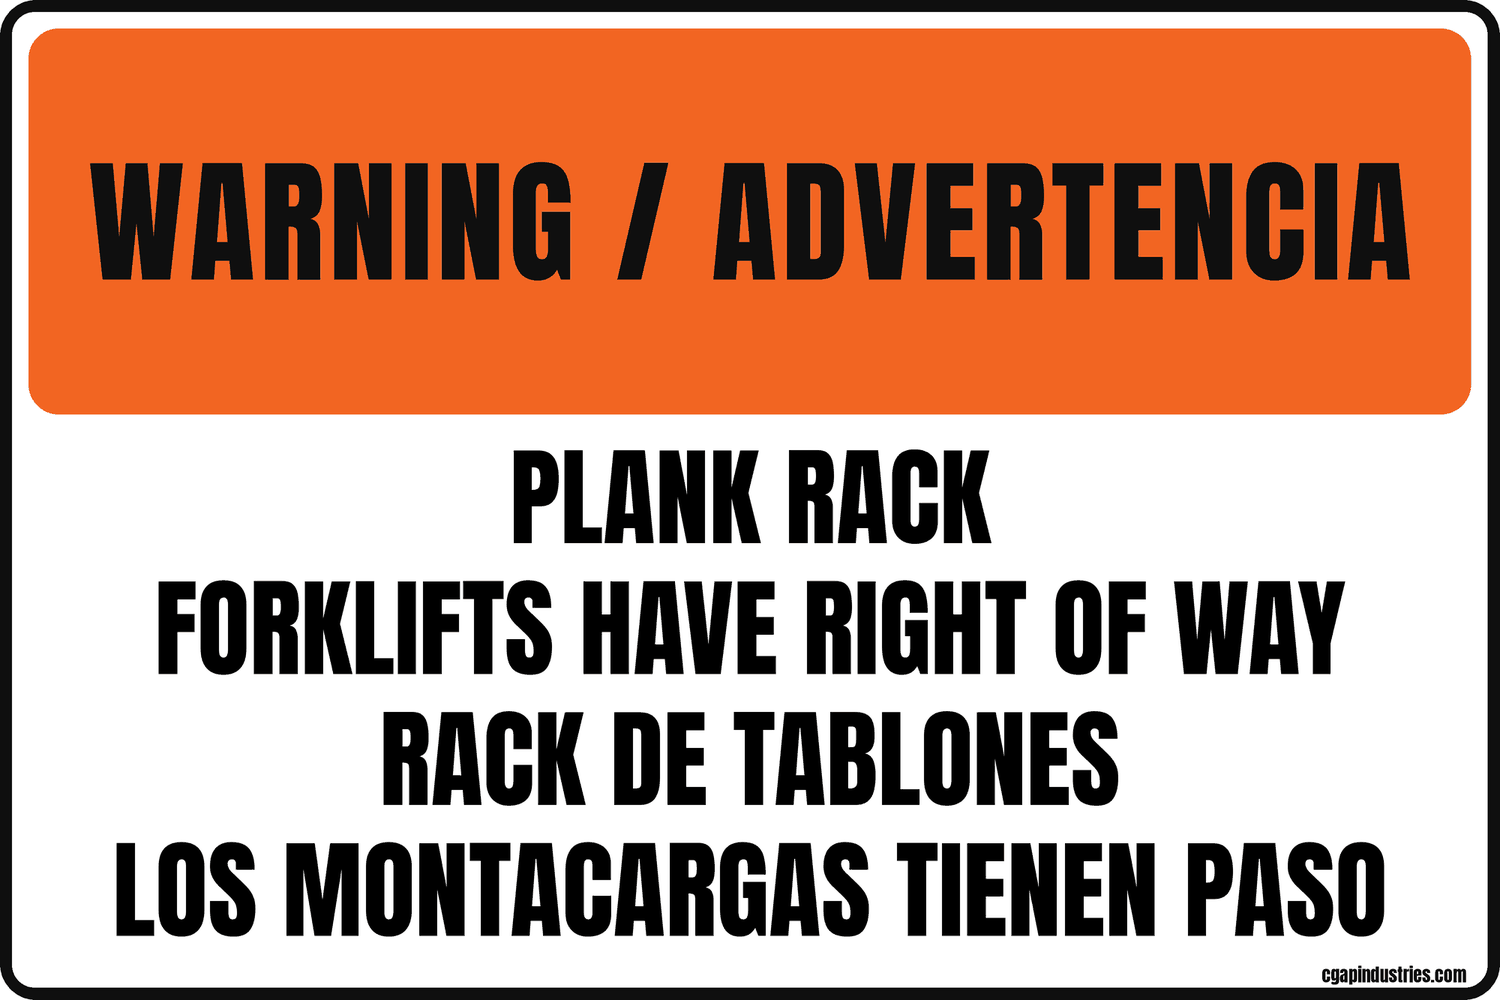 WARNING / ADVERTENCIA
PLANK RACK
FORKLIFTS HAVE RIGHT OF WAY
RACK DE TABLONES
LOS MONTACARGAS TIENEN PASO
cgapindustries.com